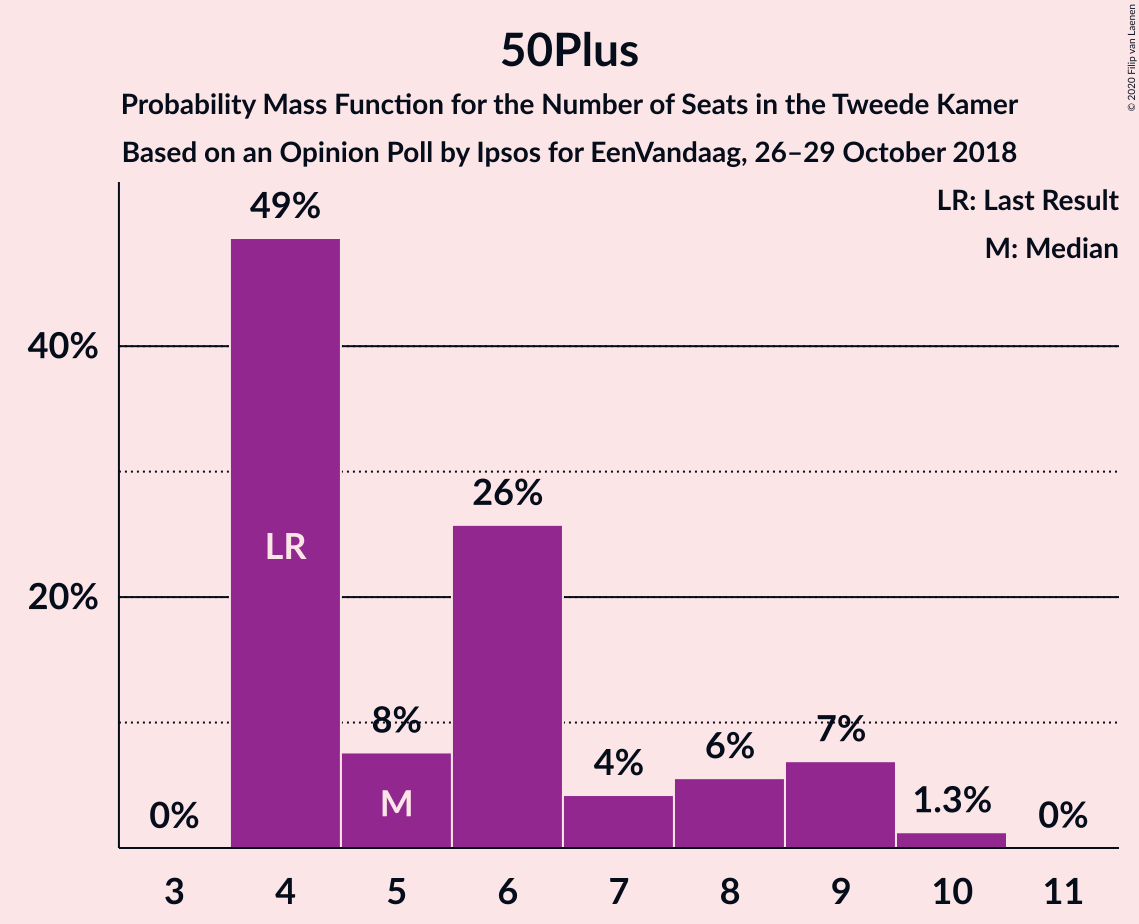 © 2020 Filip van Laenen
50Plus
Probability Mass Function for the Number of Seats in the Tweede Kamer
Based on an Opinion Poll by Ipsos for EenVandaag, 26–29 October 2018
LR: Last Result
M: Median
49%
40%
26%
LR
20%
8%
7%
6%
4%
M
1.3%
0%
0%
3 4 5 6 7 8 9 10 11